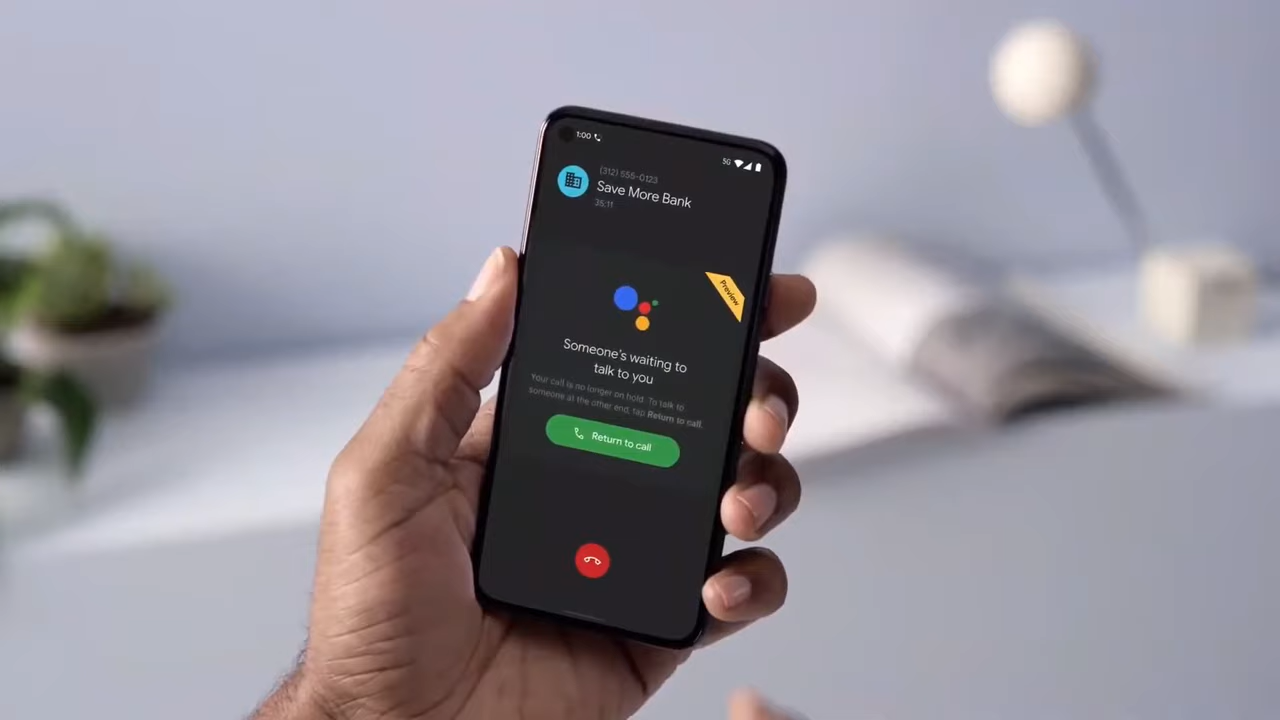 1:00
5G
(312) 555-0123
Save More Bank
35:11
Preview
Someone's waiting to
talk to you
Your call is no longer on hold. To talk to
someone at the other end, tap Return to call.
Return to call